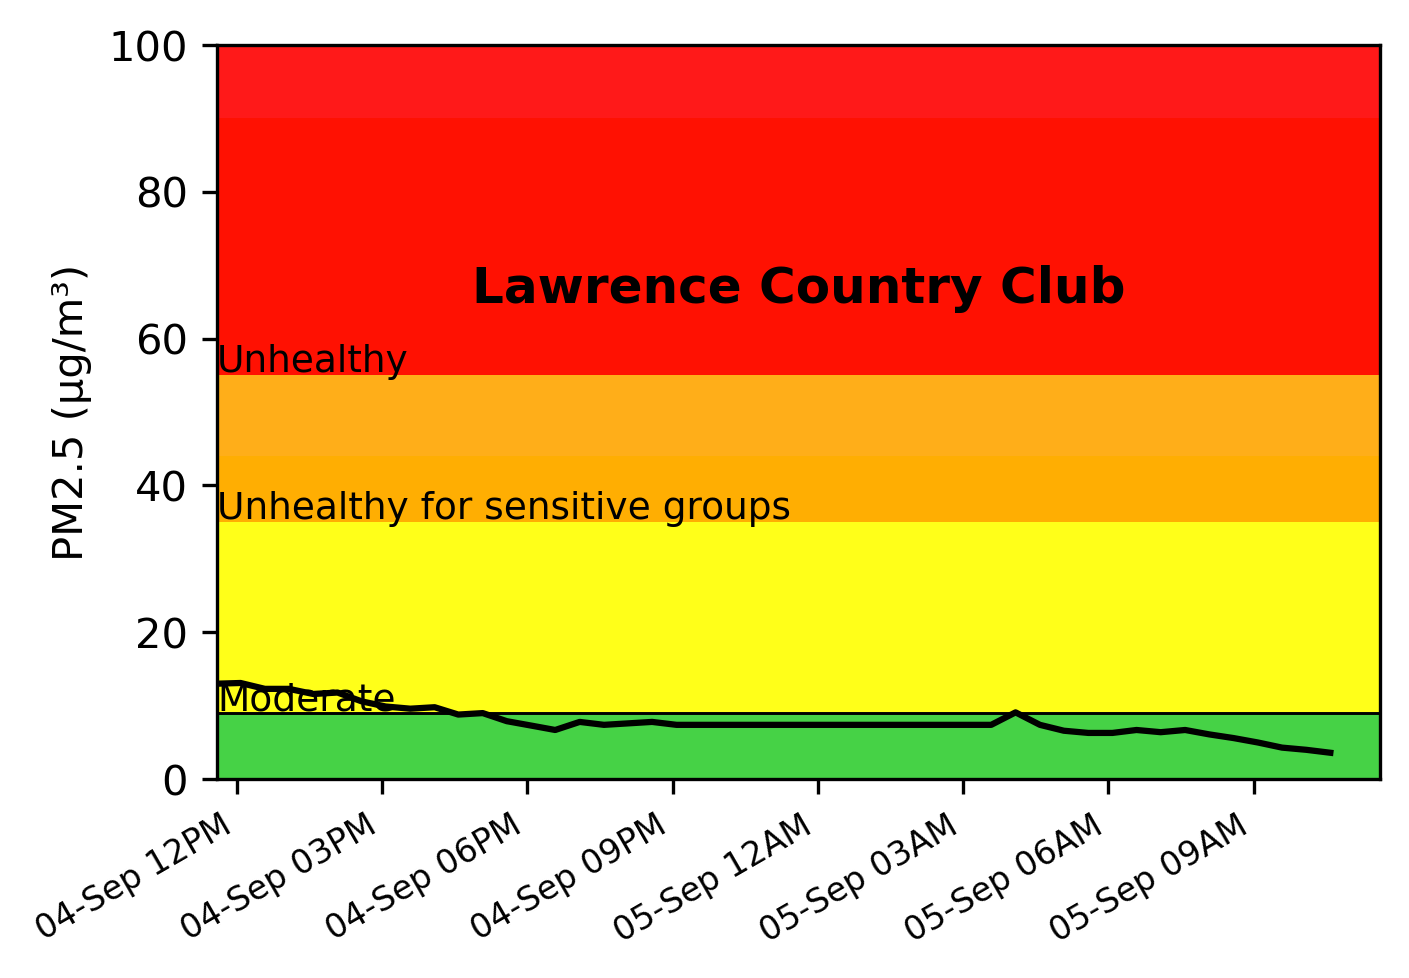 100
80
60
40
20
0
PM2.5 (μg/m³)
Lawrence Country Club
Unhealthy
Unhealthy for sensitive groups
Moderate
04-Sep 12PM
04-Sep 03PM
04-Sep 06PM
04-Sep 09PM
05-Sep 12AM
05-Sep 03AM
05-Sep 06AM
05-Sep 09AM